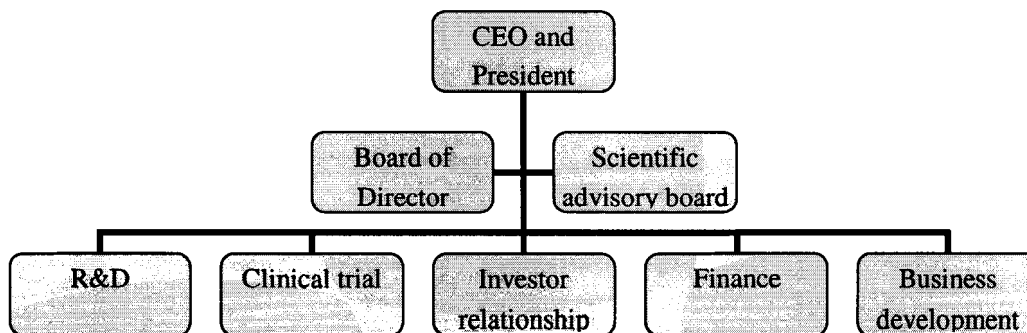 CEO and
President
Board of
Director
Scientific
advisory board
R&D
Clinical trial
Investor
relationship
Finance
Business
development